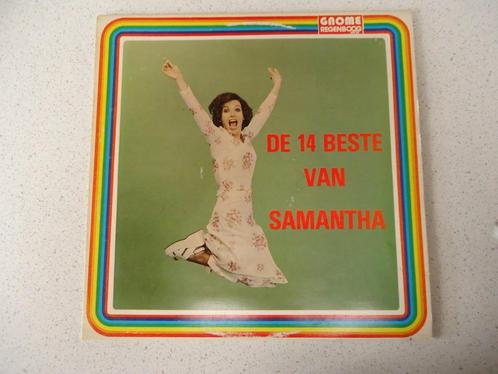 GNOME
REGENBOOG
DE 14 BESTE
VAN
SAMANTHA